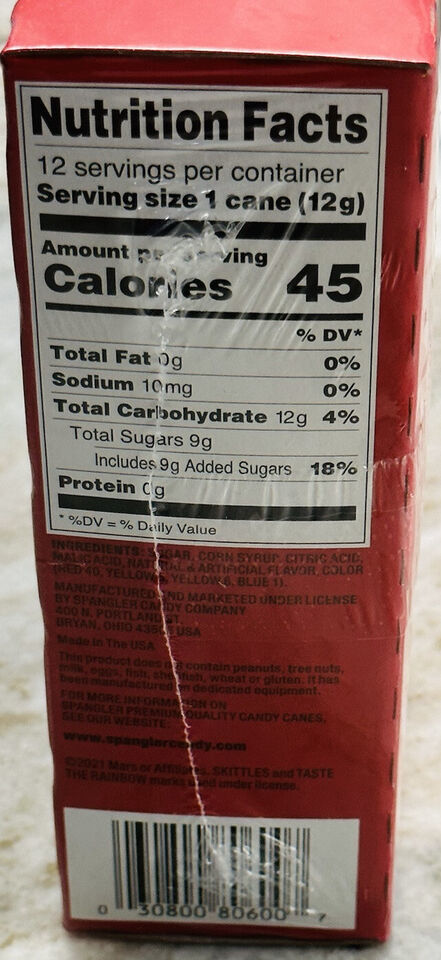 Nutrition Facts
12 servings per container
Serving size 1 cane (12g)
Amount per serving
Calories 45
% DV*
Total Fat 0g 0%
Sodium 10mg 0%
Total Carbohydrate 12g 4%
Total Sugars 9g
Includes 9g Added Sugars 18%
Protein 0g
* %DV = % Daily Value
INGREDIENTS: SUGAR, CORN SYRUP, CITRIC ACID,
MALIC ACID, NATURAL & ARTIFICIAL FLAVOR, COLOR
(RED 40, YELLOW 5, YELLOW 6, BLUE 1).
MANUFACTURED AND MARKETED UNDER LICENSE
BY SPANGLER CANDY COMPANY
400 N. PORTLAND ST.
BRYAN, OHIO USA
Made in The USA
This product does not contain peanuts, tree nuts,
milk, eggs, fish, shellfish, wheat or gluten. It has
been manufactured on dedicated equipment.
FOR MORE INFORMATION ON
SPANGLER PREMIUM QUALITY CANDY CANES,
SEE OUR WEBSITE:
www.spanglercandy.com
©2021 Mars or Affiliates. SKITTLES and TASTE
THE RAINBOW marks used under license.
0 30800 80600 7